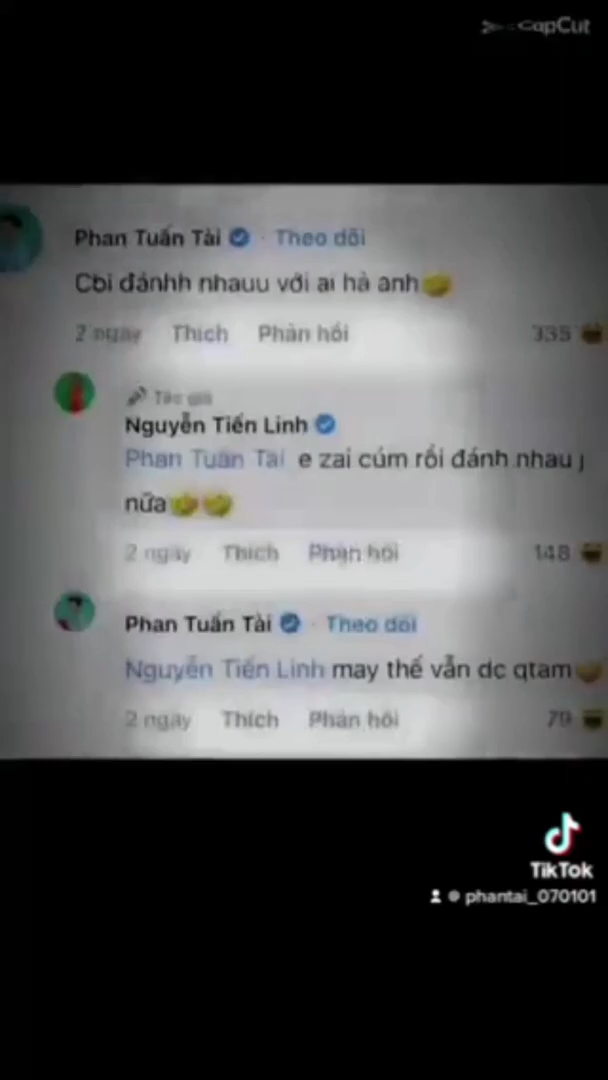 CapCut
Phan Tuấn Tài · Theo dõi
Cbi đánhh nhauu với ai hả anh🤣
2 ngày Thích Phản hồi 335
Tác giả
Nguyễn Tiến Linh
Phan Tuấn Tài e zai cúm rồi đánh nhau j
nữa🤣🤣
2 ngày Thích Phản hồi 148
Phan Tuấn Tài · Theo dõi
Nguyễn Tiến Linh may thế vẫn dc qtam🤣
2 ngày Thích Phản hồi 79
TikTok
phantai_070101